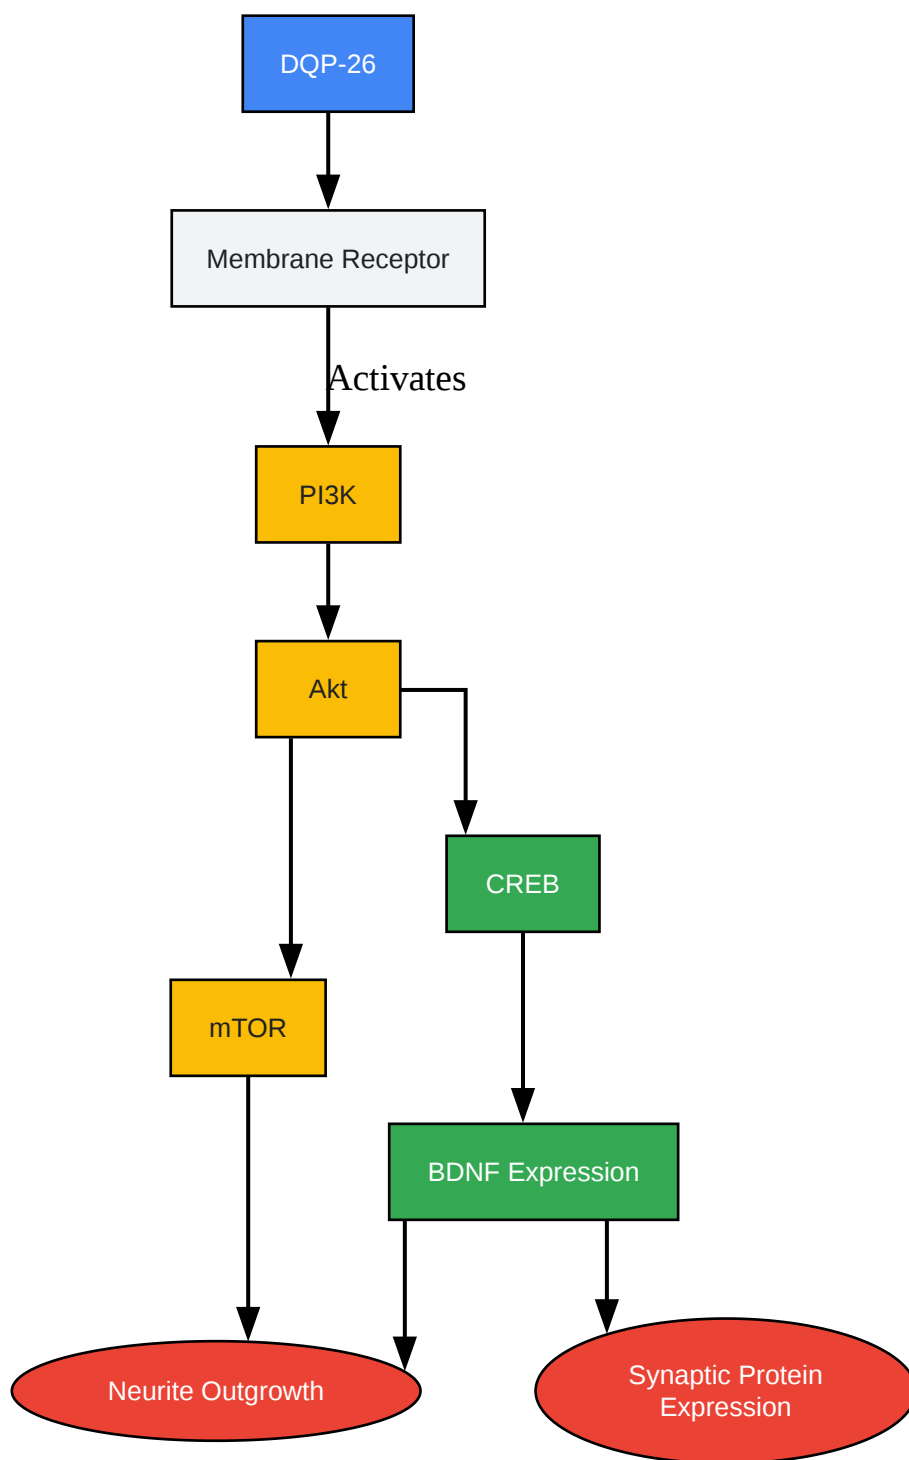 DQP-26
Membrane Receptor
Activates
PI3K
Akt
CREB
mTOR
BDNF Expression
Neurite Outgrowth
Synaptic Protein
Expression